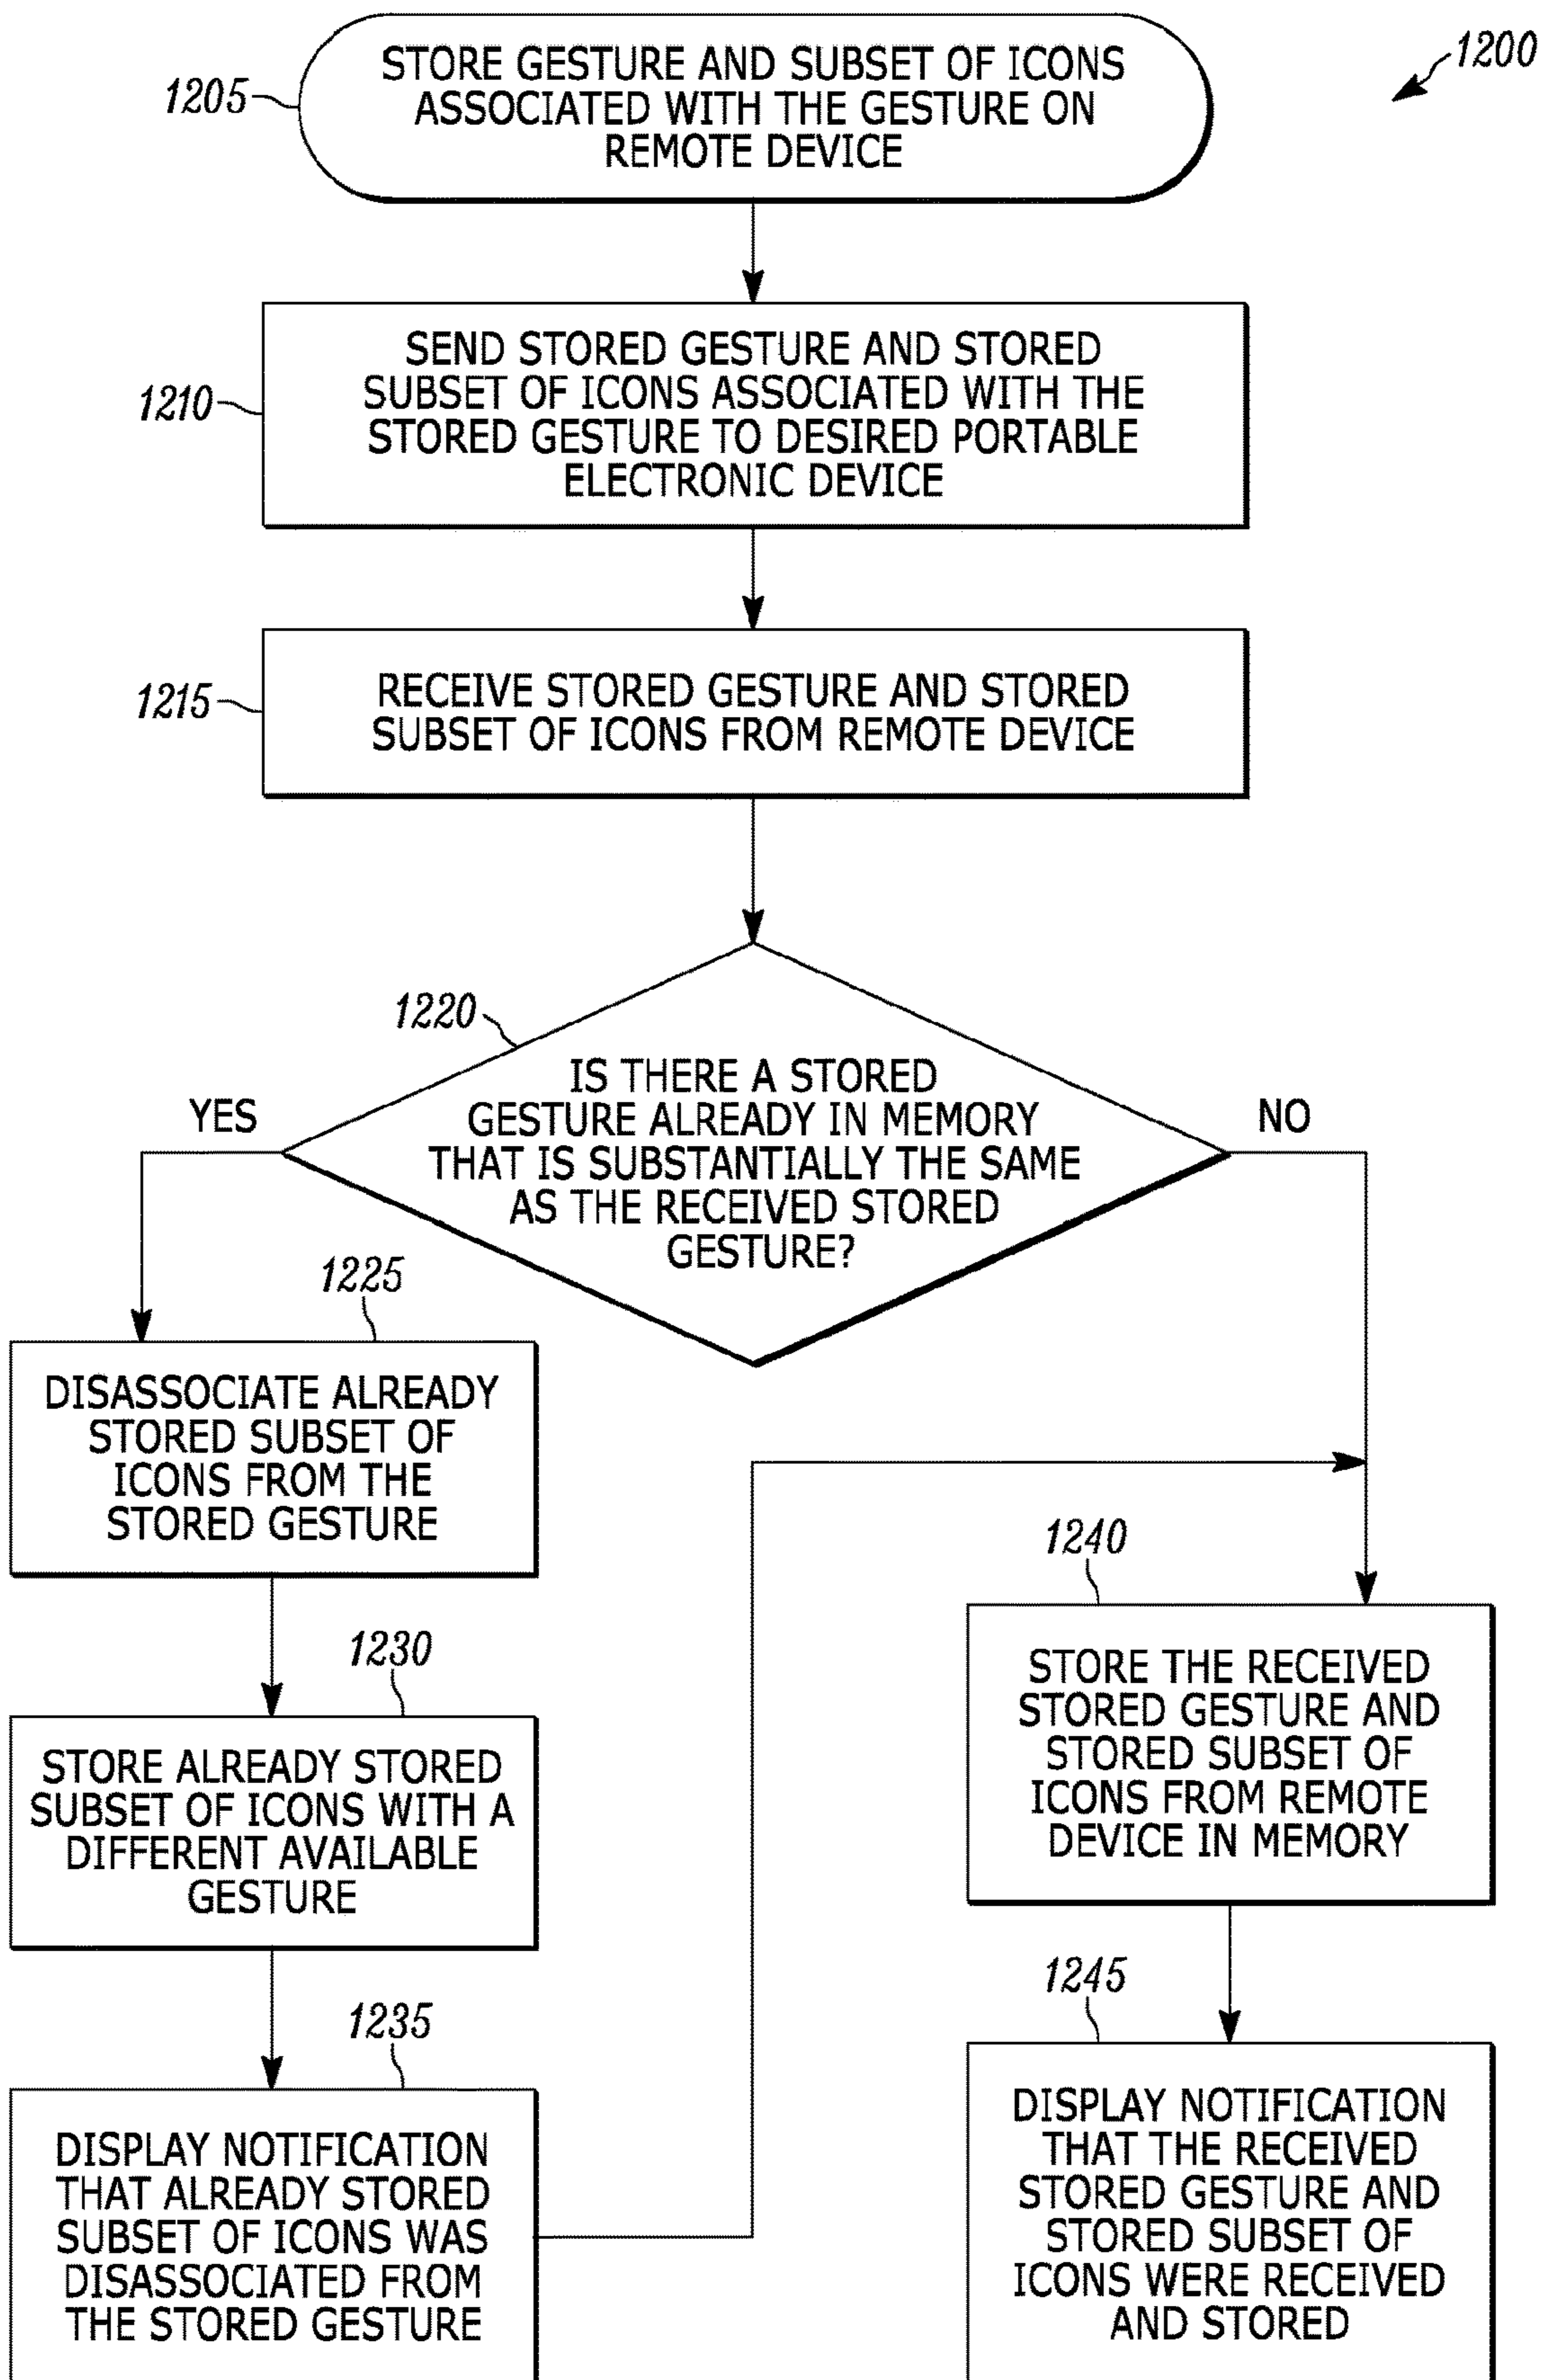 1200
1205
STORE GESTURE AND SUBSET OF ICONS
ASSOCIATED WITH THE GESTURE ON
REMOTE DEVICE
1210
SEND STORED GESTURE AND STORED
SUBSET OF ICONS ASSOCIATED WITH THE
STORED GESTURE TO DESIRED PORTABLE
ELECTRONIC DEVICE
1215
RECEIVE STORED GESTURE AND STORED
SUBSET OF ICONS FROM REMOTE DEVICE
1220
IS THERE A STORED
GESTURE ALREADY IN MEMORY
THAT IS SUBSTANTIALLY THE SAME
AS THE RECEIVED STORED
GESTURE?
YES
NO
1225
DISASSOCIATE ALREADY
STORED SUBSET OF
ICONS FROM THE
STORED GESTURE
1230
STORE ALREADY STORED
SUBSET OF ICONS WITH A
DIFFERENT AVAILABLE
GESTURE
1235
DISPLAY NOTIFICATION
THAT ALREADY STORED
SUBSET OF ICONS WAS
DISASSOCIATED FROM
THE STORED GESTURE
1240
STORE THE RECEIVED
STORED GESTURE AND
STORED SUBSET OF
ICONS FROM REMOTE
DEVICE IN MEMORY
1245
DISPLAY NOTIFICATION
THAT THE RECEIVED
STORED GESTURE AND
STORED SUBSET OF
ICONS WERE RECEIVED
AND STORED